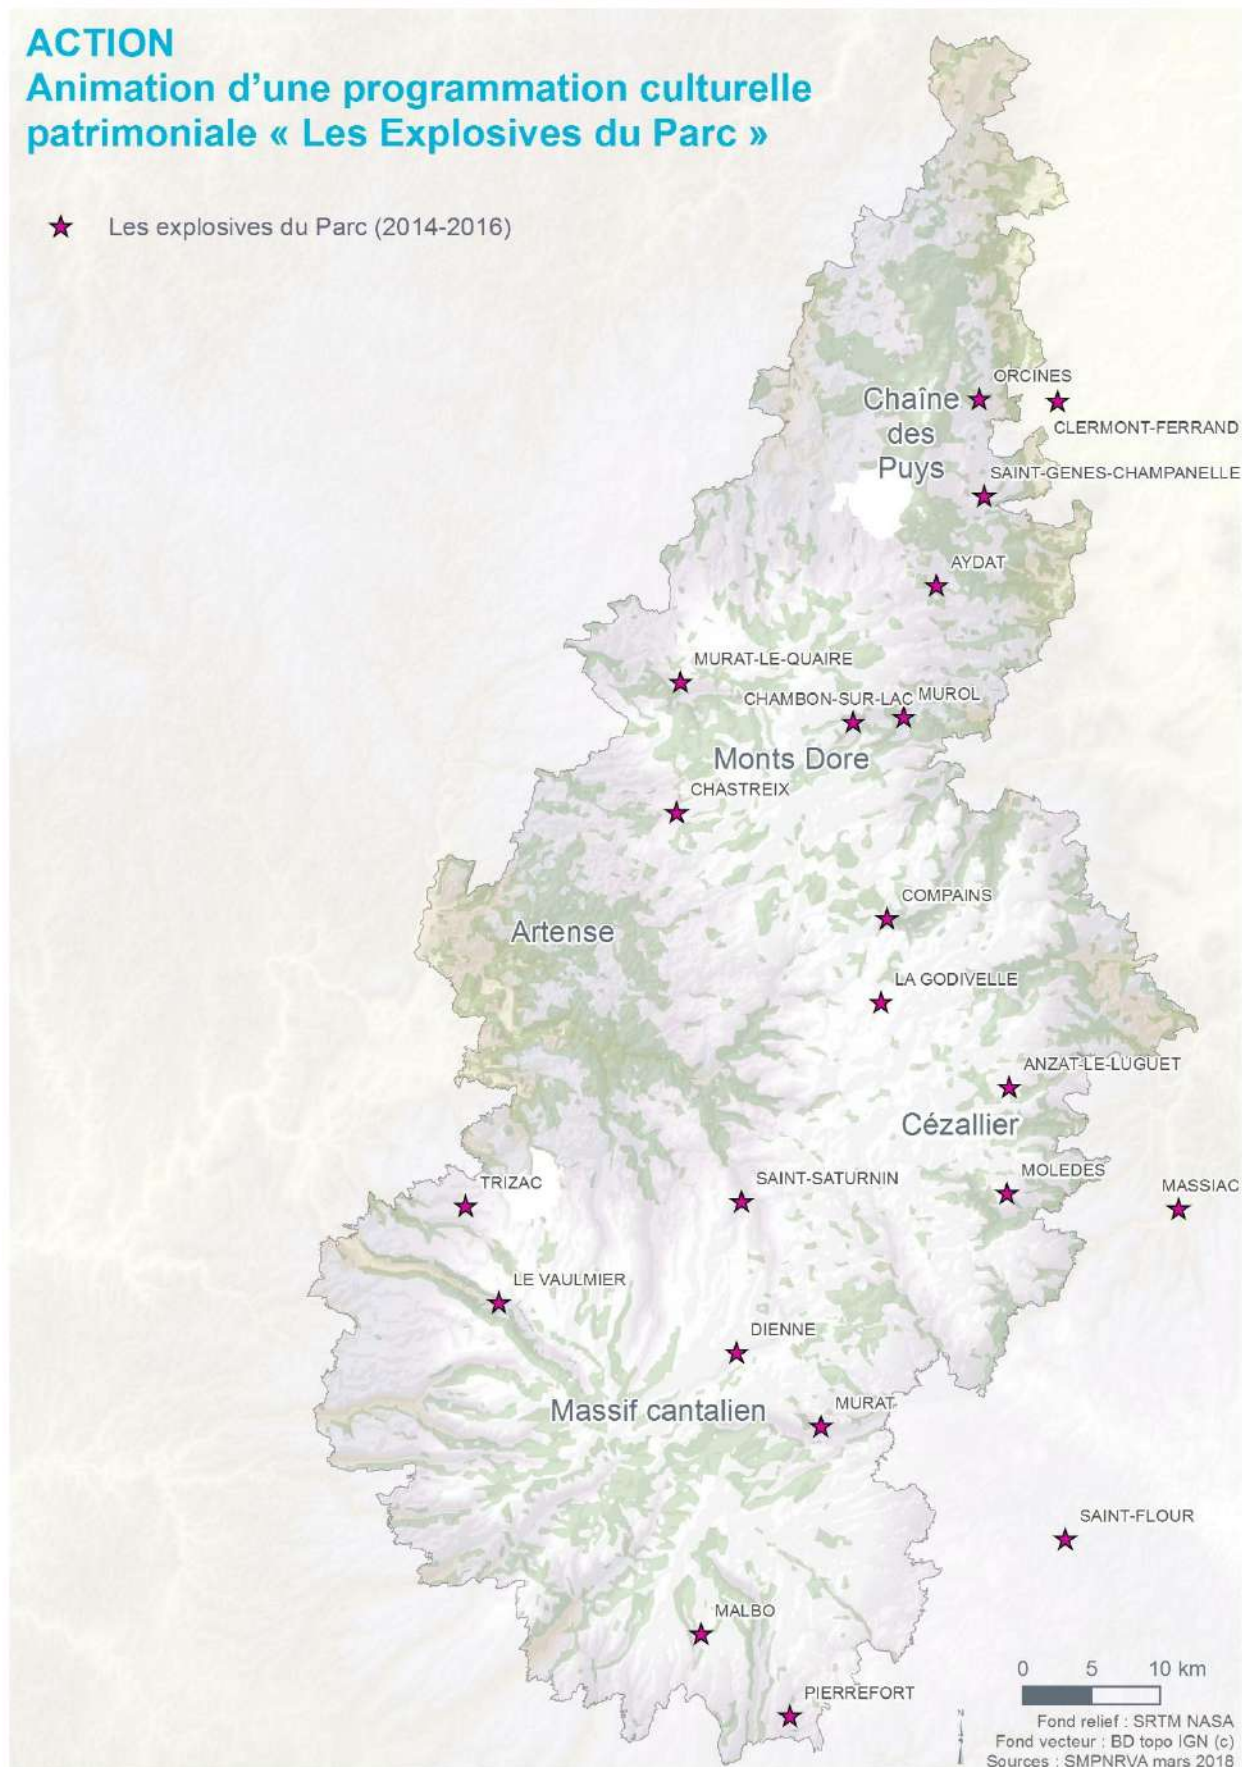 ACTION
Animation d'une programmation culturelle
patrimoniale « Les Explosives du Parc »
Les explosives du Parc (2014-2016)
ORCINES
Chaîne
des
Puys
CLERMONT-FERRAND
SAINT-GENES-CHAMPANELLE
AYDAT
MURAT-LE-QUAIRE
CHAMBON-SUR-LAC
MUROL
Monts Dore
CHASTREIX
COMPAINS
Artense
LA GODIVELLE
ANZAT-LE-LUGUET
Cézallier
MOLEDES
SAINT-SATURNIN
TRIZAC
MASSIAC
LE VAULMIER
DIENNE
MURAT
Massif cantalien
SAINT-FLOUR
MALBO
PIERREFORT
0 5 10 km
N
Fond relief : SRTM NASA
Fond vecteur : BD topo IGN (c)
Sources : SMPNRVA mars 2018